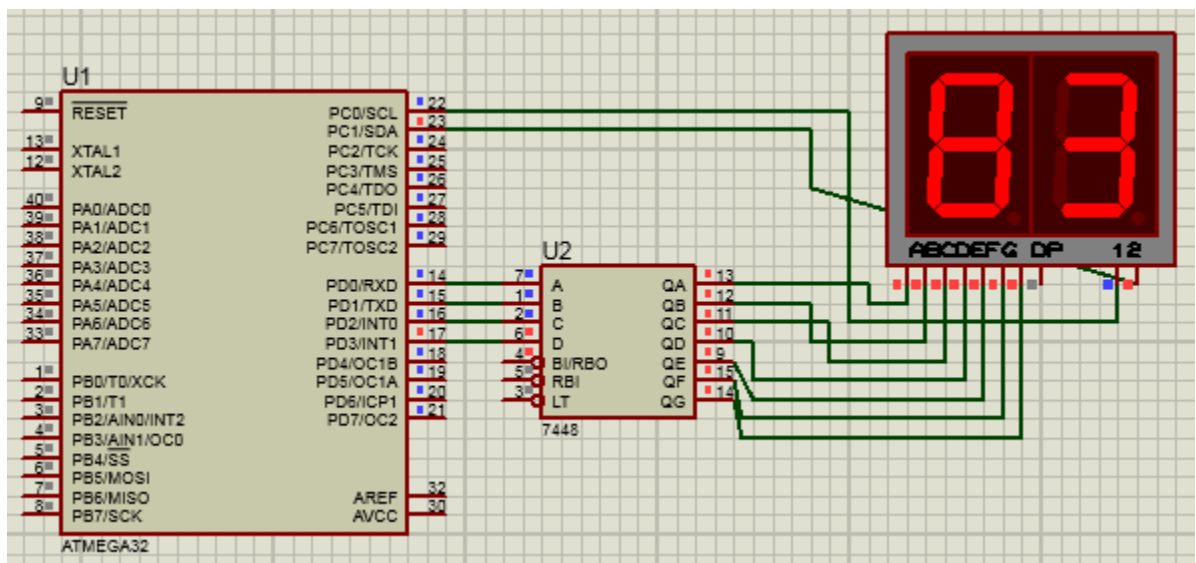 U1
9 RESET
13 XTAL1
12 XTAL2
40 PA0/ADC0
39 PA1/ADC1
38 PA2/ADC2
37 PA3/ADC3
36 PA4/ADC4
35 PA5/ADC5
34 PA6/ADC6
33 PA7/ADC7
1 PB0/T0/XCK
2 PB1/T1
3 PB2/AIN0/INT2
4 PB3/AIN1/OC0
5 PB4/SS
6 PB5/MOSI
7 PB6/MISO
8 PB7/SCK
PC0/SCL 22
PC1/SDA 23
PC2/TCK 24
PC3/TMS 25
PC4/TDO 26
PC5/TDI 27
PC6/TOSC1 28
PC7/TOSC2 29
PD0/RXD 14
PD1/TXD 15
PD2/INT0 16
PD3/INT1 17
PD4/OC1B 18
PD5/OC1A 19
PD6/ICP1 20
PD7/OC2 21
AREF 32
AVCC 30
ATMEGA32
U2
7 A
1 B
2 C
6 D
4 BI/RBO
5 RBI
3 LT
QA 13
QB 12
QC 11
QD 10
QE 9
QF 15
QG 14
7448
83
ABCDEFG DP 12